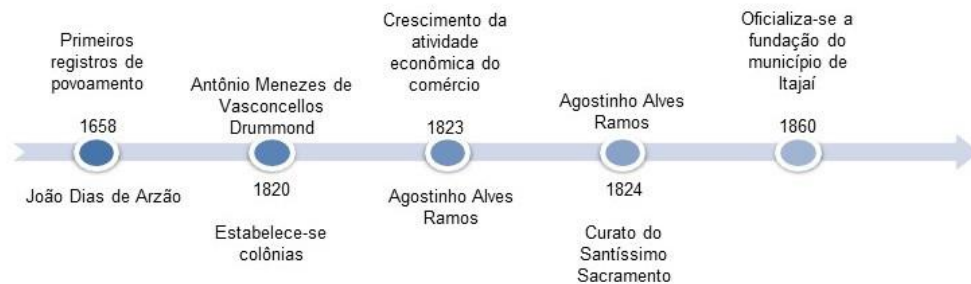 Primeiros
registros de
povoamento
1658
João Dias de Arzão
Antônio Menezes de
Vasconcellos
Drummond
1820
Estabelece-se
colônias
Crescimento da
atividade
econômica do
comércio
1823
Agostinho Alves
Ramos
Agostinho Alves
Ramos
1824
Curato do
Santíssimo
Sacramento
Oficializa-se a
fundação do
município de
Itajaí
1860